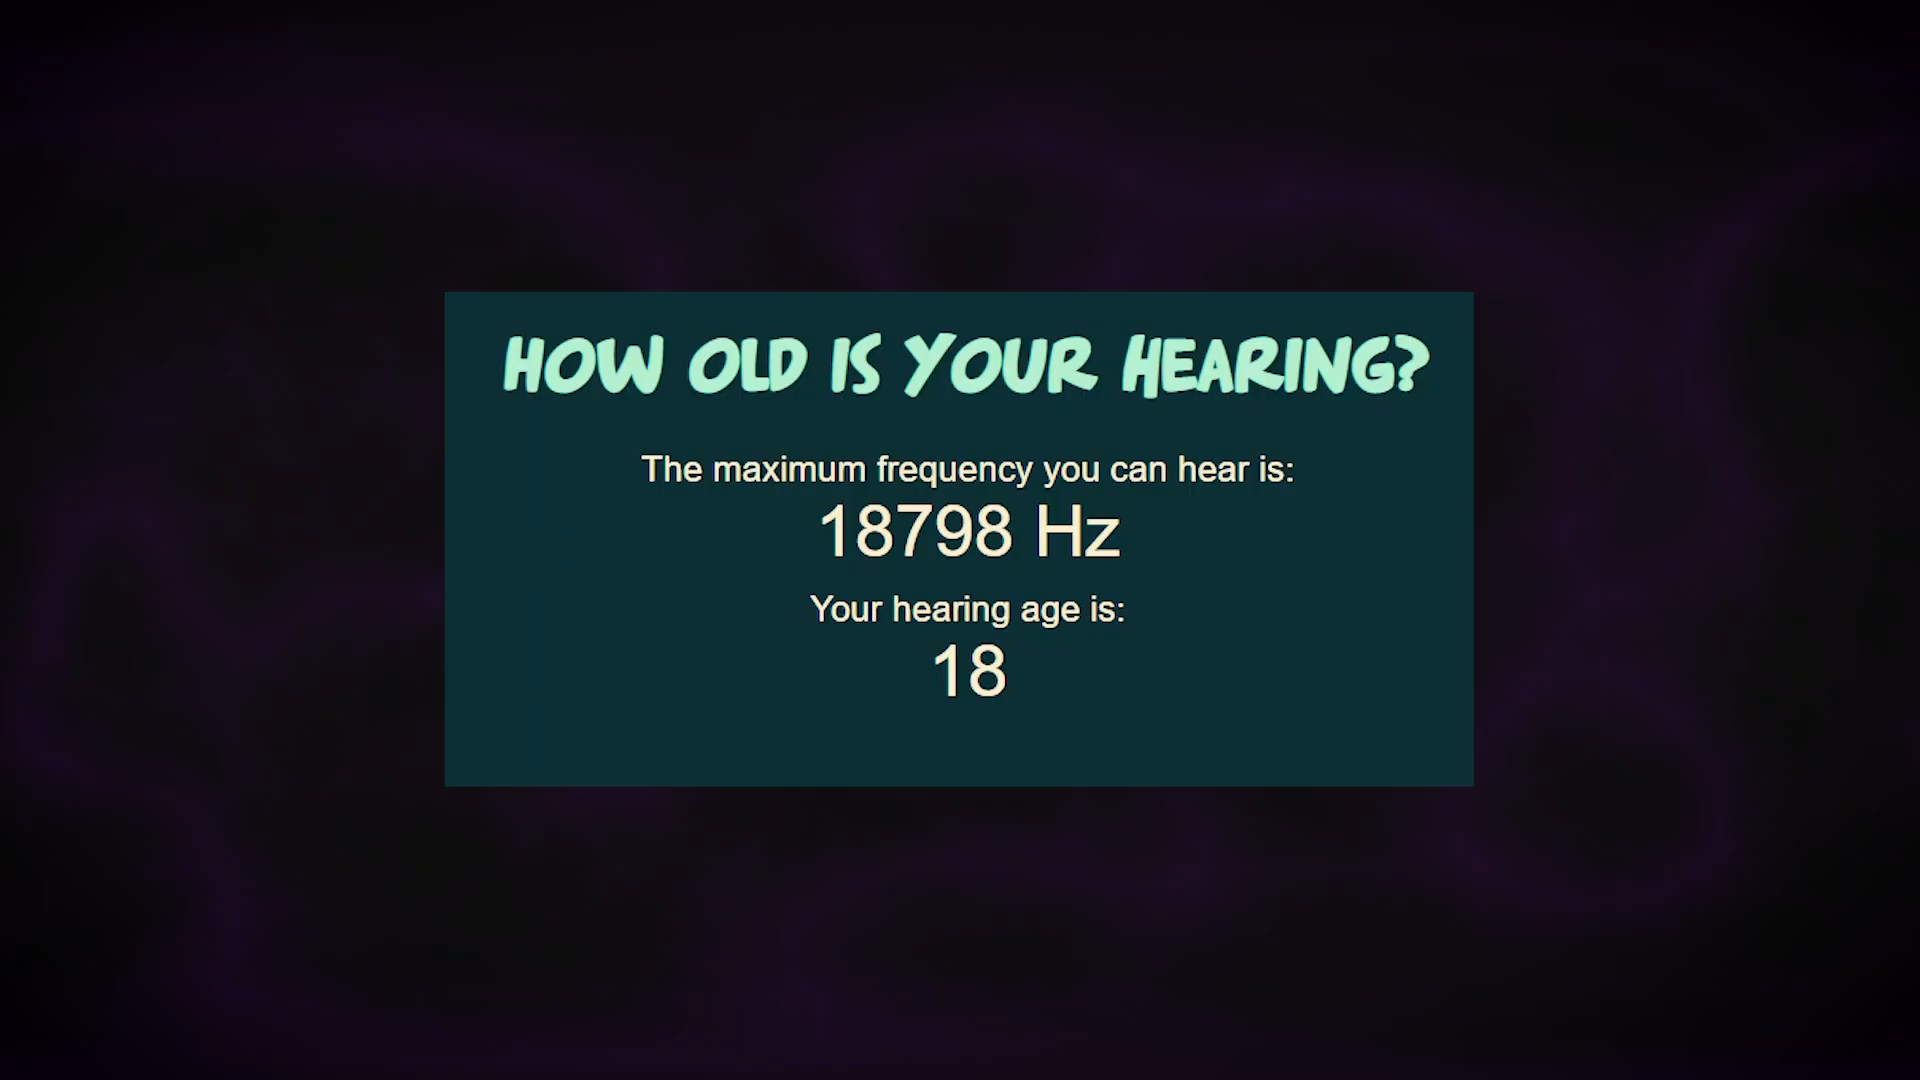 HOW OLD IS YOUR HEARING?
The maximum frequency you can hear is:
18798 Hz
Your hearing age is:
18